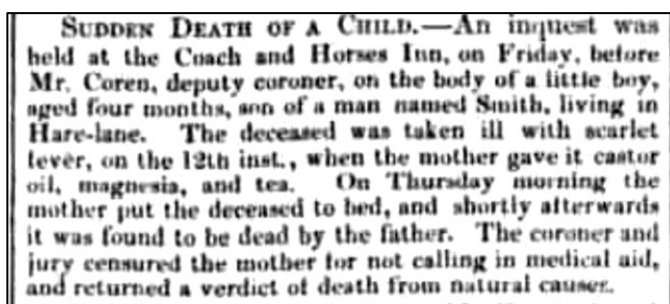 SUDDEN DEATH OF A CHILD.—An inquest was
held at the Coach and Horses Inn, on Friday, before
Mr. Coren, deputy coroner, on the body of a little boy,
aged four months, son of a man named Smith, living in
Hare-lane. The deceased was taken ill with scarlet
fever, on the 12th inst., when the mother gave it castor
oil, magnesia, and tea. On Thursday morning the
mother put the deceased to bed, and shortly afterwards
it was found to be dead by the father. The coroner and
jury censured the mother for not calling in medical aid,
and returned a verdict of death from natural causes.